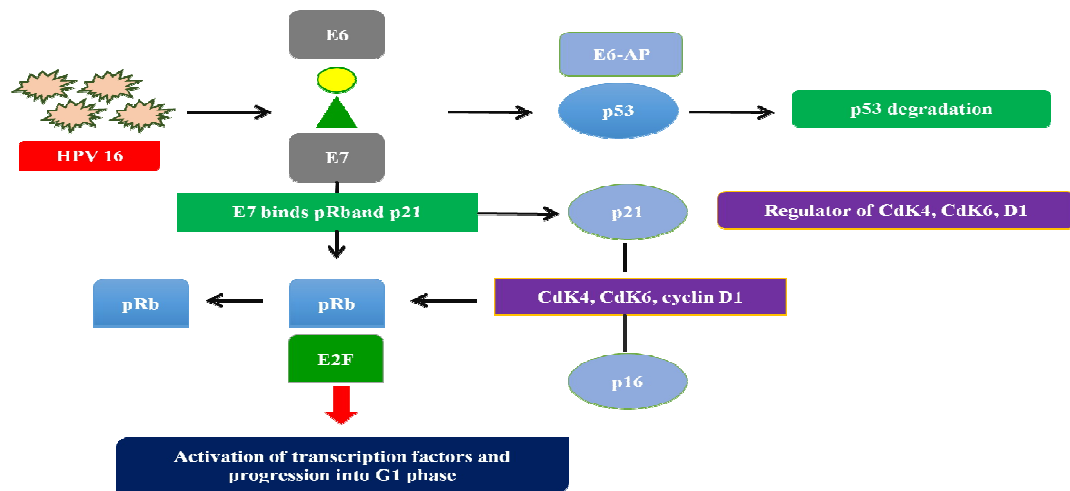 E6
E6-AP
p53
p53 degradation
HPV 16
E7
E7 binds pRband p21
p21
Regulator of CdK4, CdK6, D1
pRb
pRb
CdK4, CdK6, cyclin D1
E2F
p16
Activation of transcription factors and
progression into G1 phase